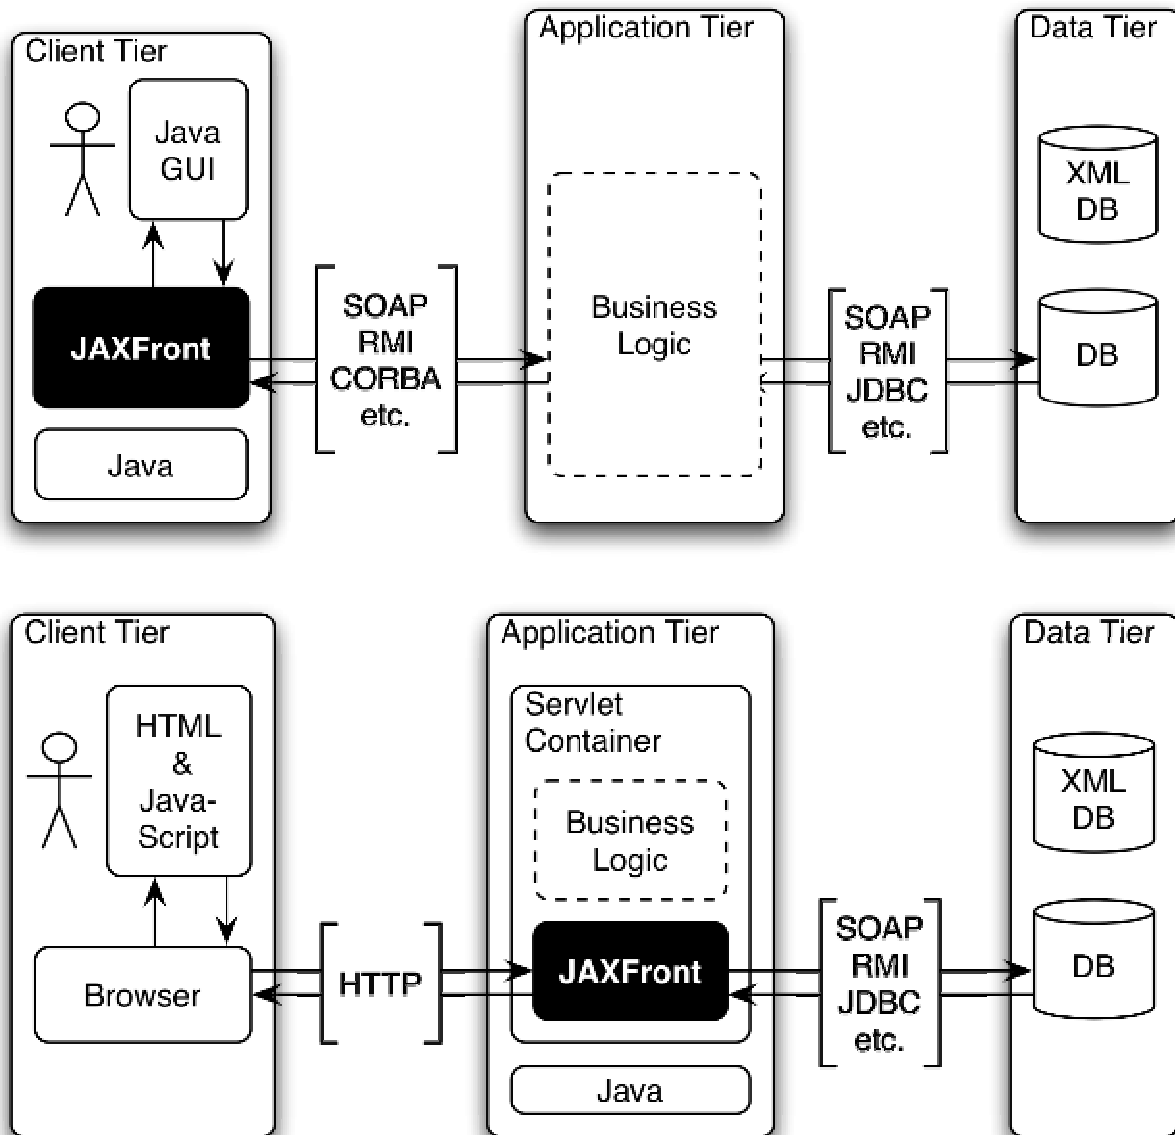 Client Tier
Java
GUI
JAXFront
Java
SOAP
RMI
CORBA
etc.
Application Tier
Business
Logic
SOAP
RMI
JDBC
etc.
Data Tier
XML
DB
DB
Client Tier
HTML
&
Java-
Script
Browser
HTTP
Application Tier
Servlet
Container
Business
Logic
JAXFront
Java
SOAP
RMI
JDBC
etc.
Data Tier
XML
DB
DB